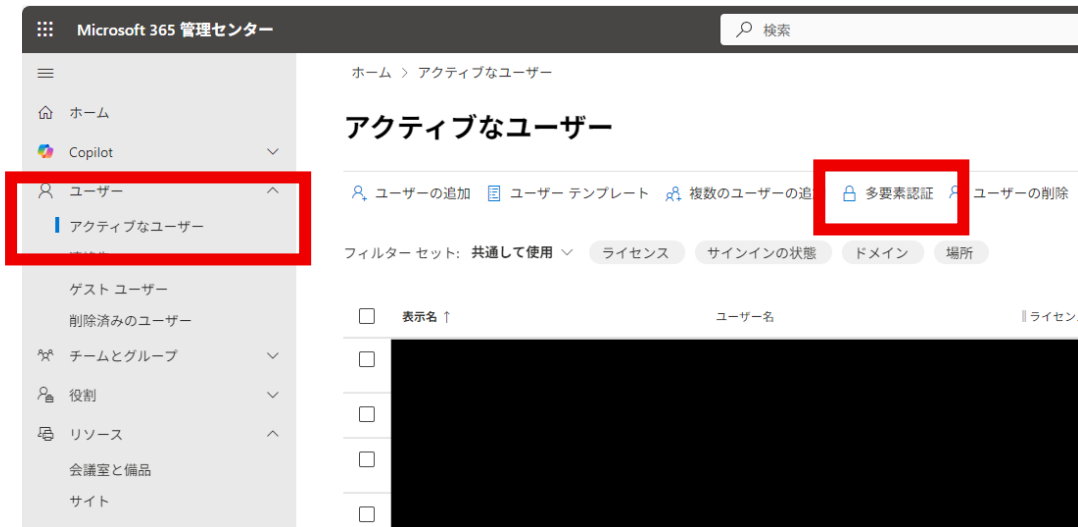 Microsoft 365 管理センター
検索
ホーム
Copilot
ユーザー
アクティブなユーザー
ゲスト ユーザー
削除済みのユーザー
チームとグループ
役割
リソース
会議室と備品
サイト
ホーム > アクティブなユーザー
アクティブなユーザー
ユーザーの追加 ユーザー テンプレート 複数のユーザーの追 多要素認証 ユーザーの削除
フィルター セット: 共通して使用 ライセンス サインインの状態 ドメイン 場所
表示名 ↑ ユーザー名 ライセン